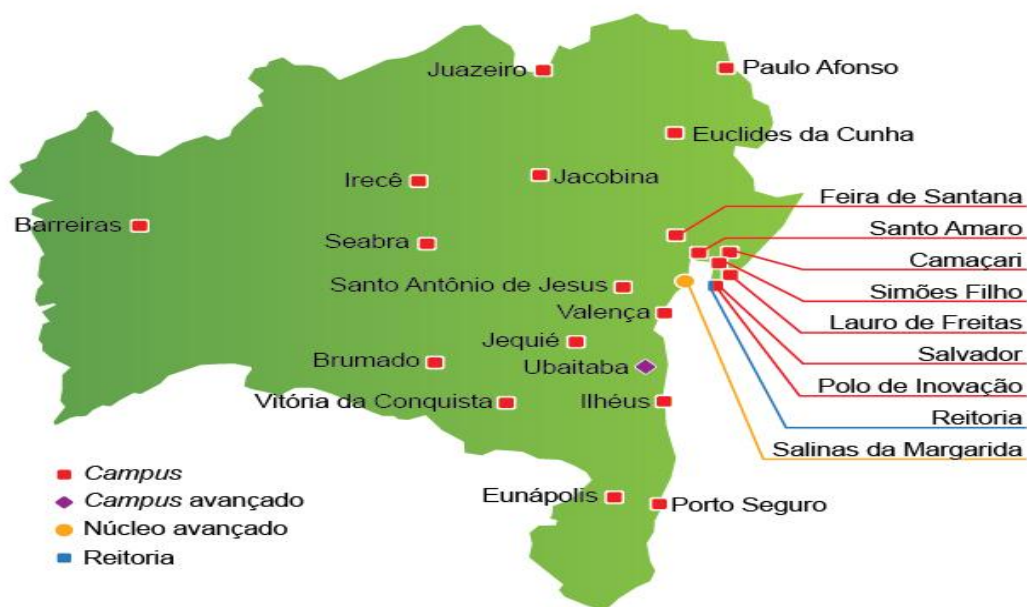 Juazeiro
Paulo Afonso
Euclides da Cunha
Irecê
Jacobina
Feira de Santana
Barreiras
Santo Amaro
Seabra
Camaçari
Santo Antônio de Jesus
Simões Filho
Valença
Lauro de Freitas
Jequié
Salvador
Brumado
Ubaitaba
Polo de Inovação
Vitória da Conquista
Ilhéus
Reitoria
Salinas da Margarida
Eunápolis
Porto Seguro
Campus
Campus avançado
Núcleo avançado
Reitoria